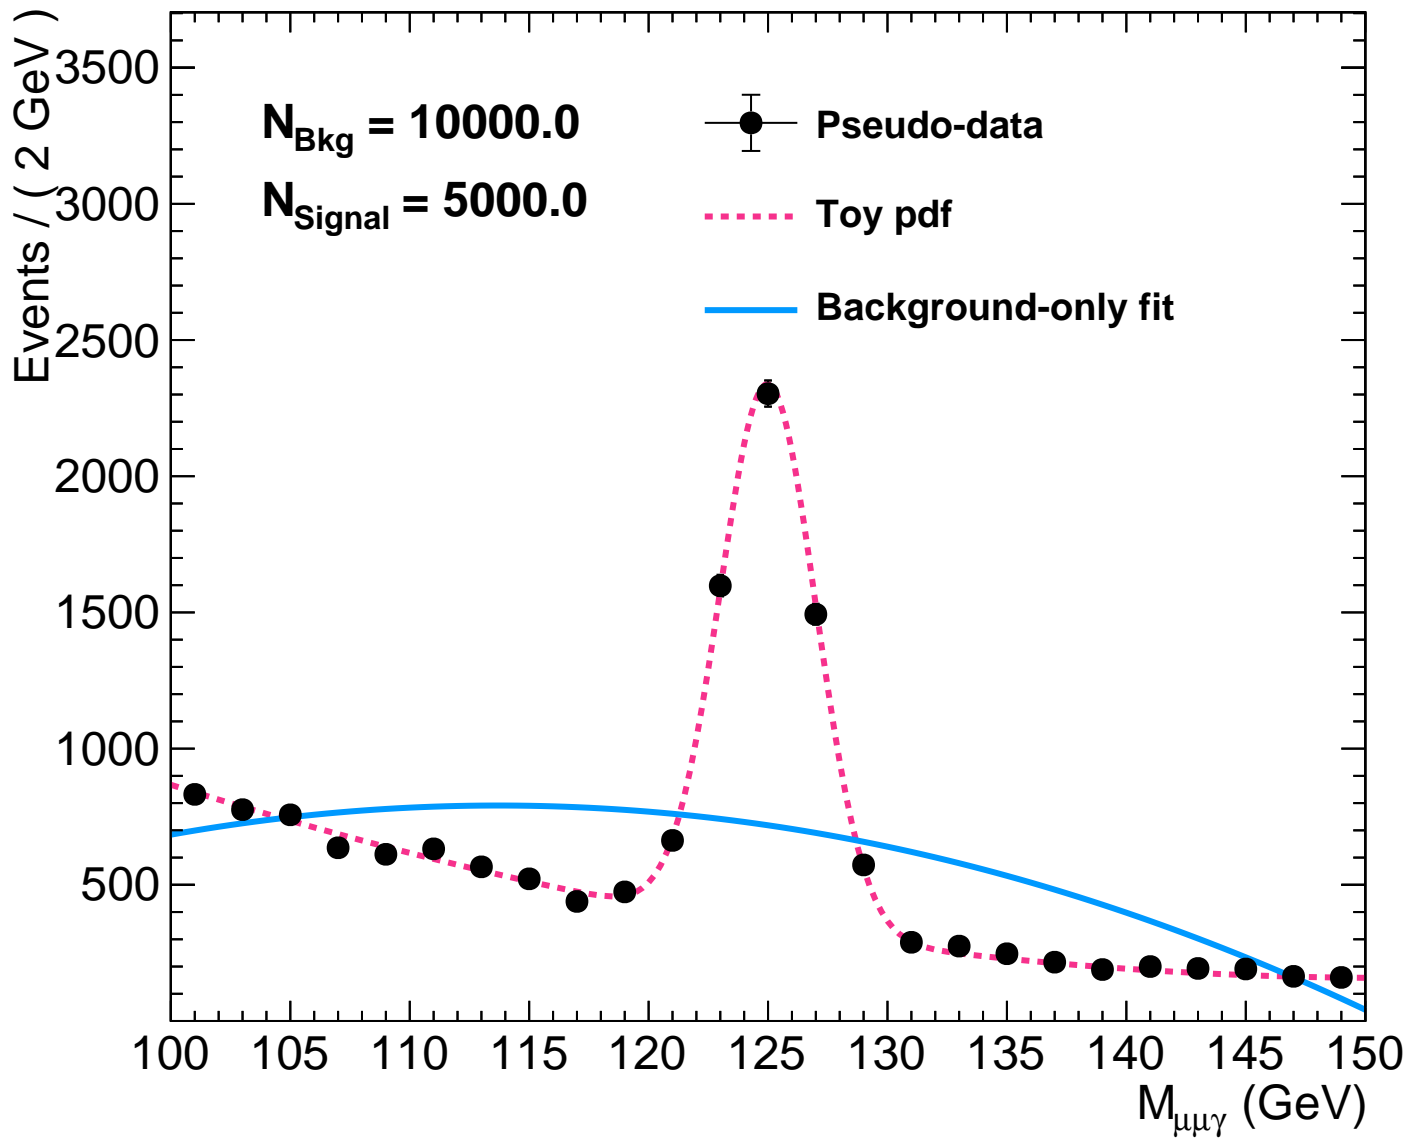 Events / ( 2 GeV )
3500
3000
2500
2000
1500
1000
500
N_Bkg = 10000.0
N_Signal = 5000.0
Pseudo-data
Toy pdf
Background-only fit
100 105 110 115 120 125 130 135 140 145 150
M_μμγ (GeV)